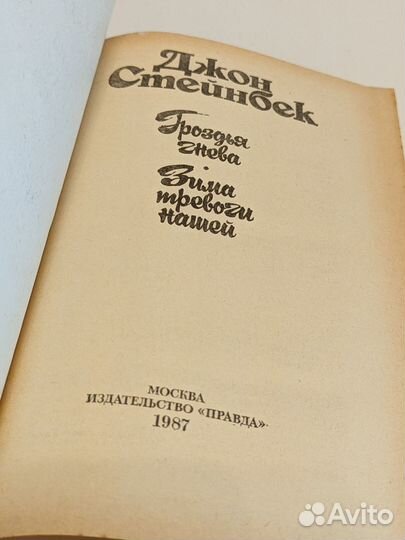 Джон
Стейнбек
Гроздья
гнева
·
Зима
тревоги
нашей
МОСКВА
ИЗДАТЕЛЬСТВО «ПРАВДА»
1987
Avito